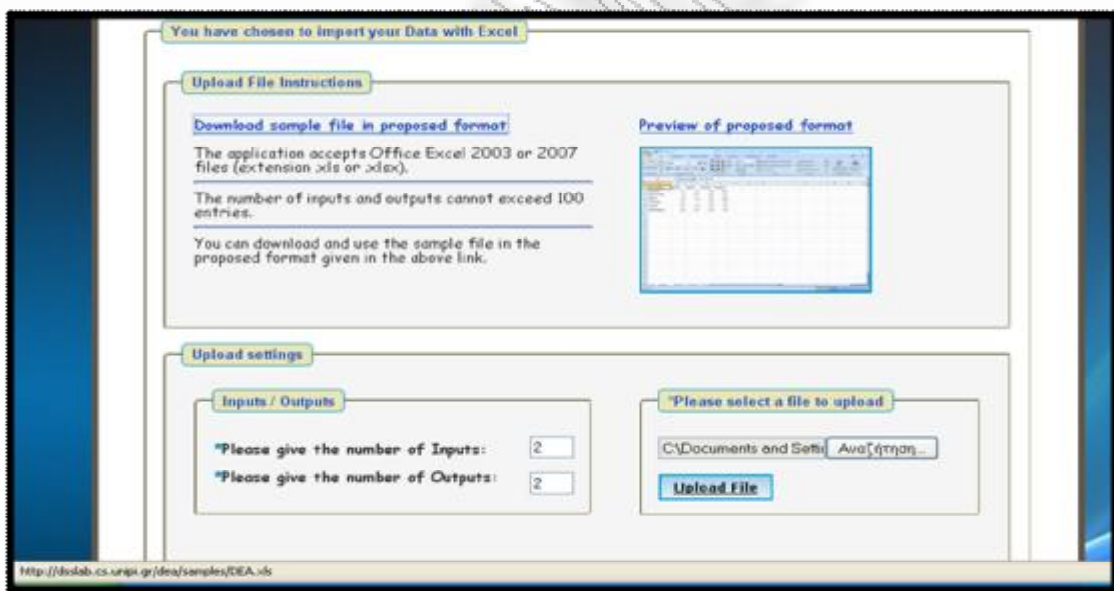 You have chosen to import your Data with Excel
Upload File Instructions
Download sample file in proposed format
The application accepts Office Excel 2003 or 2007
files (extension .xls or .xlsx).
The number of inputs and outputs cannot exceed 100
entries.
You can download and use the sample file in the
proposed format given in the above link.
Preview of proposed format
Upload settings
Inputs / Outputs
*Please give the number of Inputs: 2
*Please give the number of Outputs: 2
*Please select a file to upload
C:\Documents and Setti Αναζήτηση...
Upload File
http://dsslab.cs.unipi.gr/dea/samples/DEA.xls